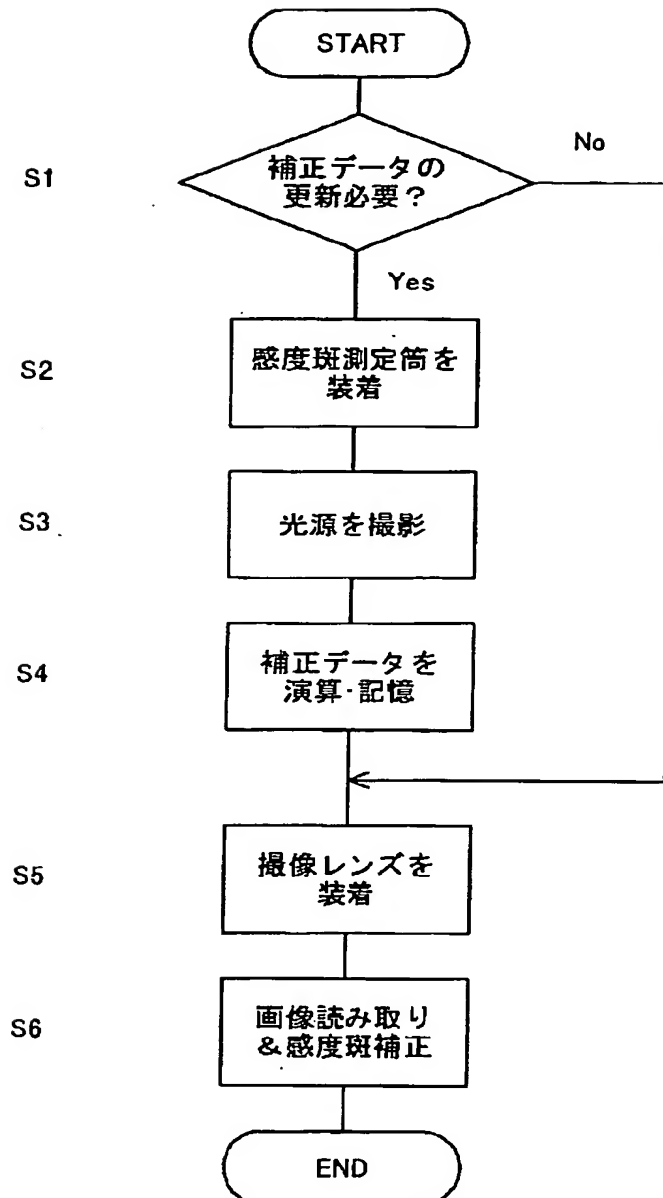 START
No
S1
補正データの
更新必要?
Yes
S2
感度斑測定筒を
装着
S3
光源を撮影
S4
補正データを
演算・記憶
S5
撮像レンズを
装着
S6
画像読み取り
&感度斑補正
END